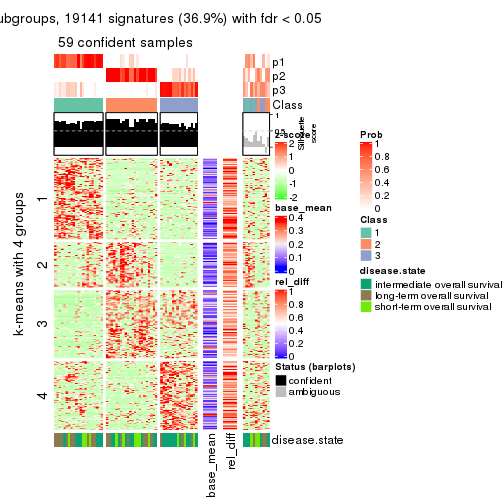 ubgroups, 19141 signatures (36.9%) with fdr < 0.05
59 confident samples
p1
p2
p3
Class
1
0.5
0
Silhouette
score
z-score
2
1
0
-1
-2
base_mean
0.4
0.3
0.2
0.1
0
rel_diff
1
0.8
0.6
0.4
0.2
0
Status (barplots)
confident
ambiguous
Prob
1
0.8
0.6
0.4
0.2
0
Class
1
2
3
disease.state
intermediate overall survival
long-term overall survival
short-term overall survival
k-means with 4 groups
1
2
3
4
disease.state
base_mean
rel_diff